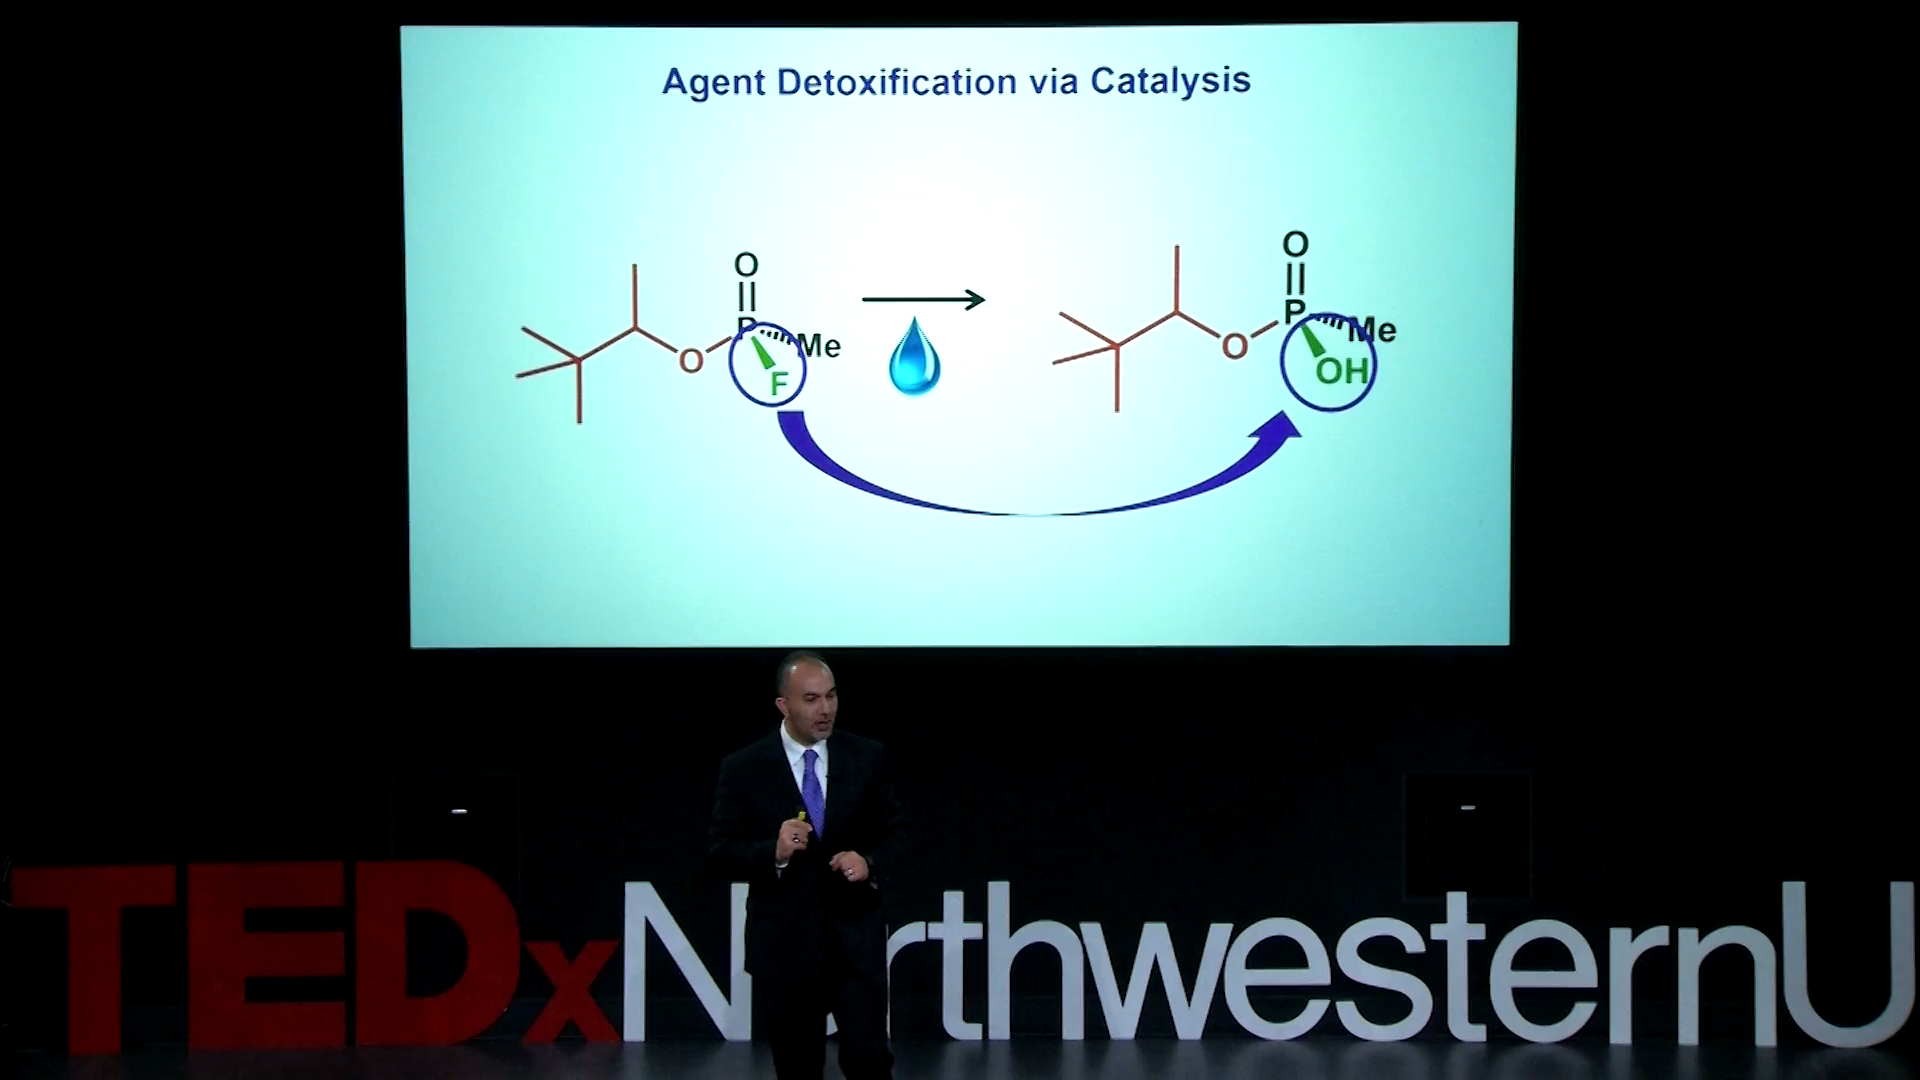 Agent Detoxification via Catalysis
O
P
Me
O
F
O
P
Me
O
OH
TEDxNorthwesternU